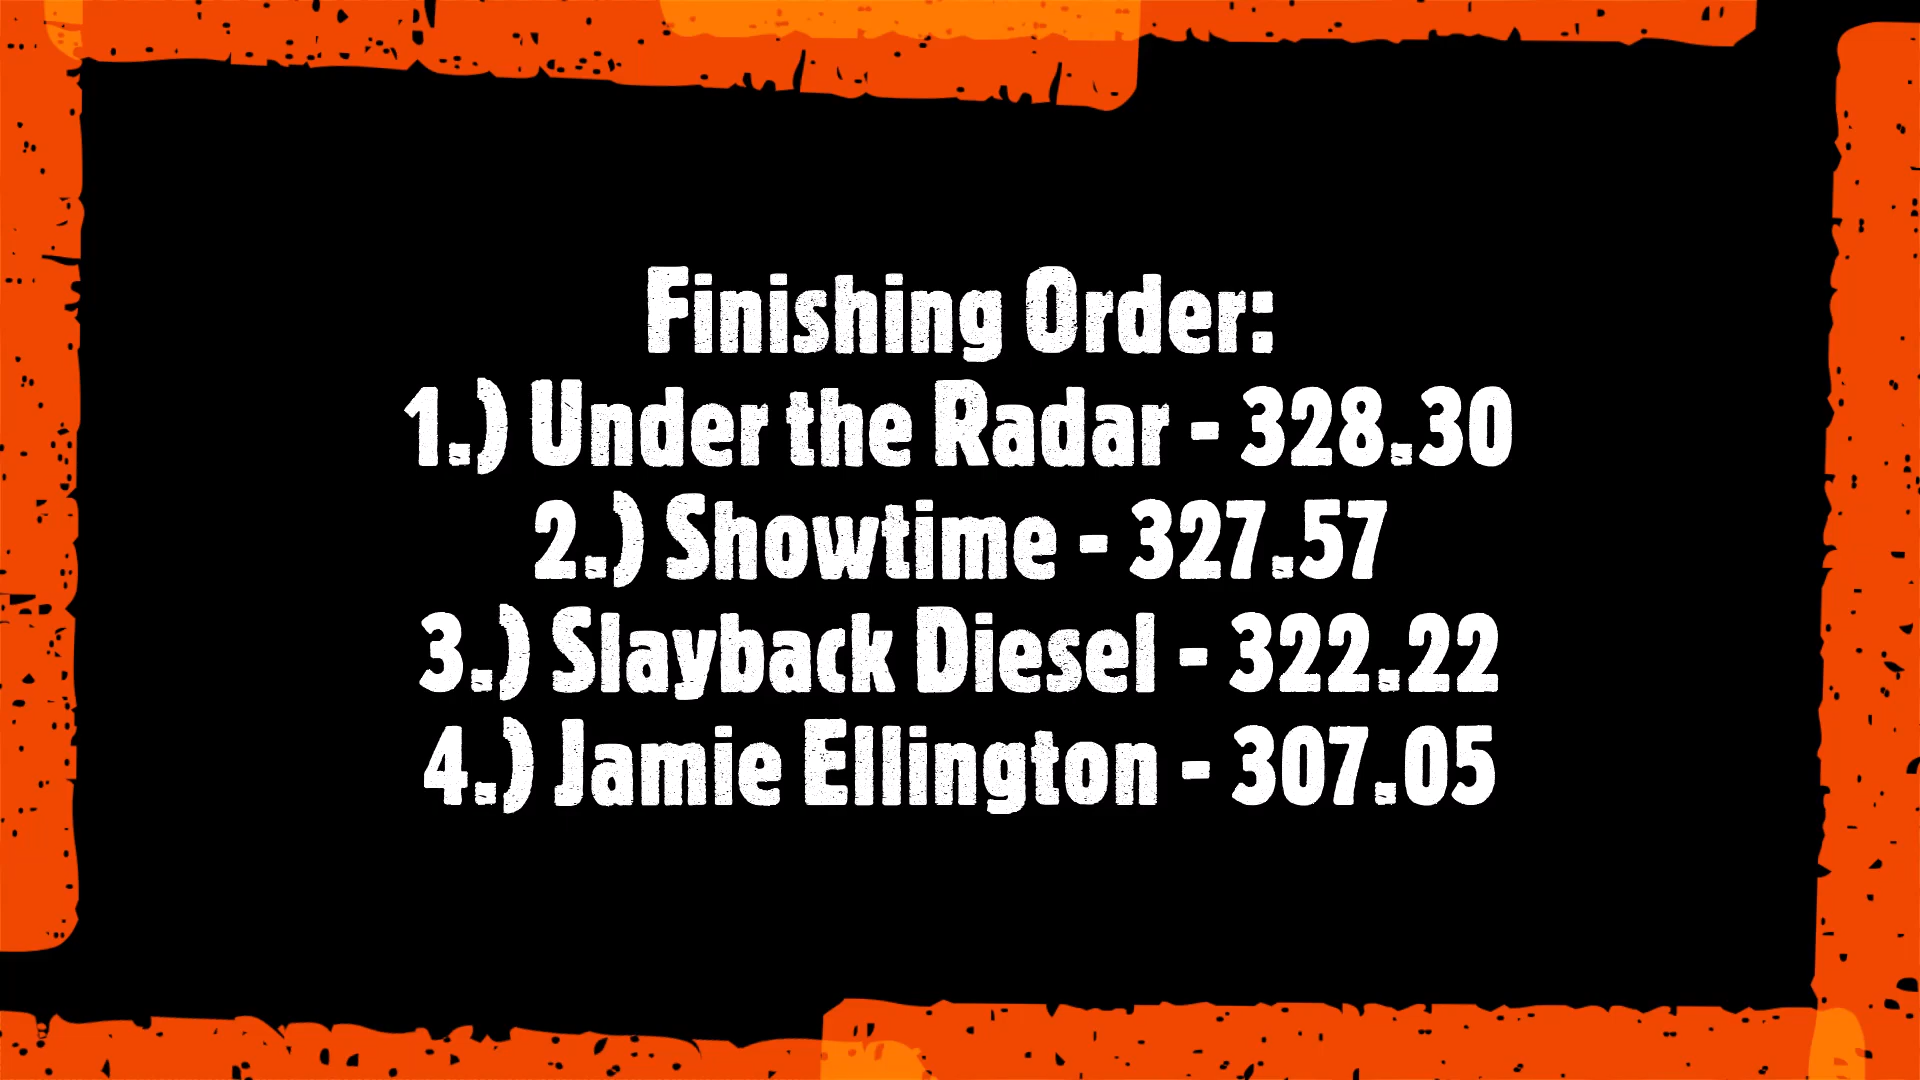 Finishing Order:
1.) Under the Radar - 328.30
2.) Showtime - 327.57
3.) Slayback Diesel - 322.22
4.) Jamie Ellington - 307.05